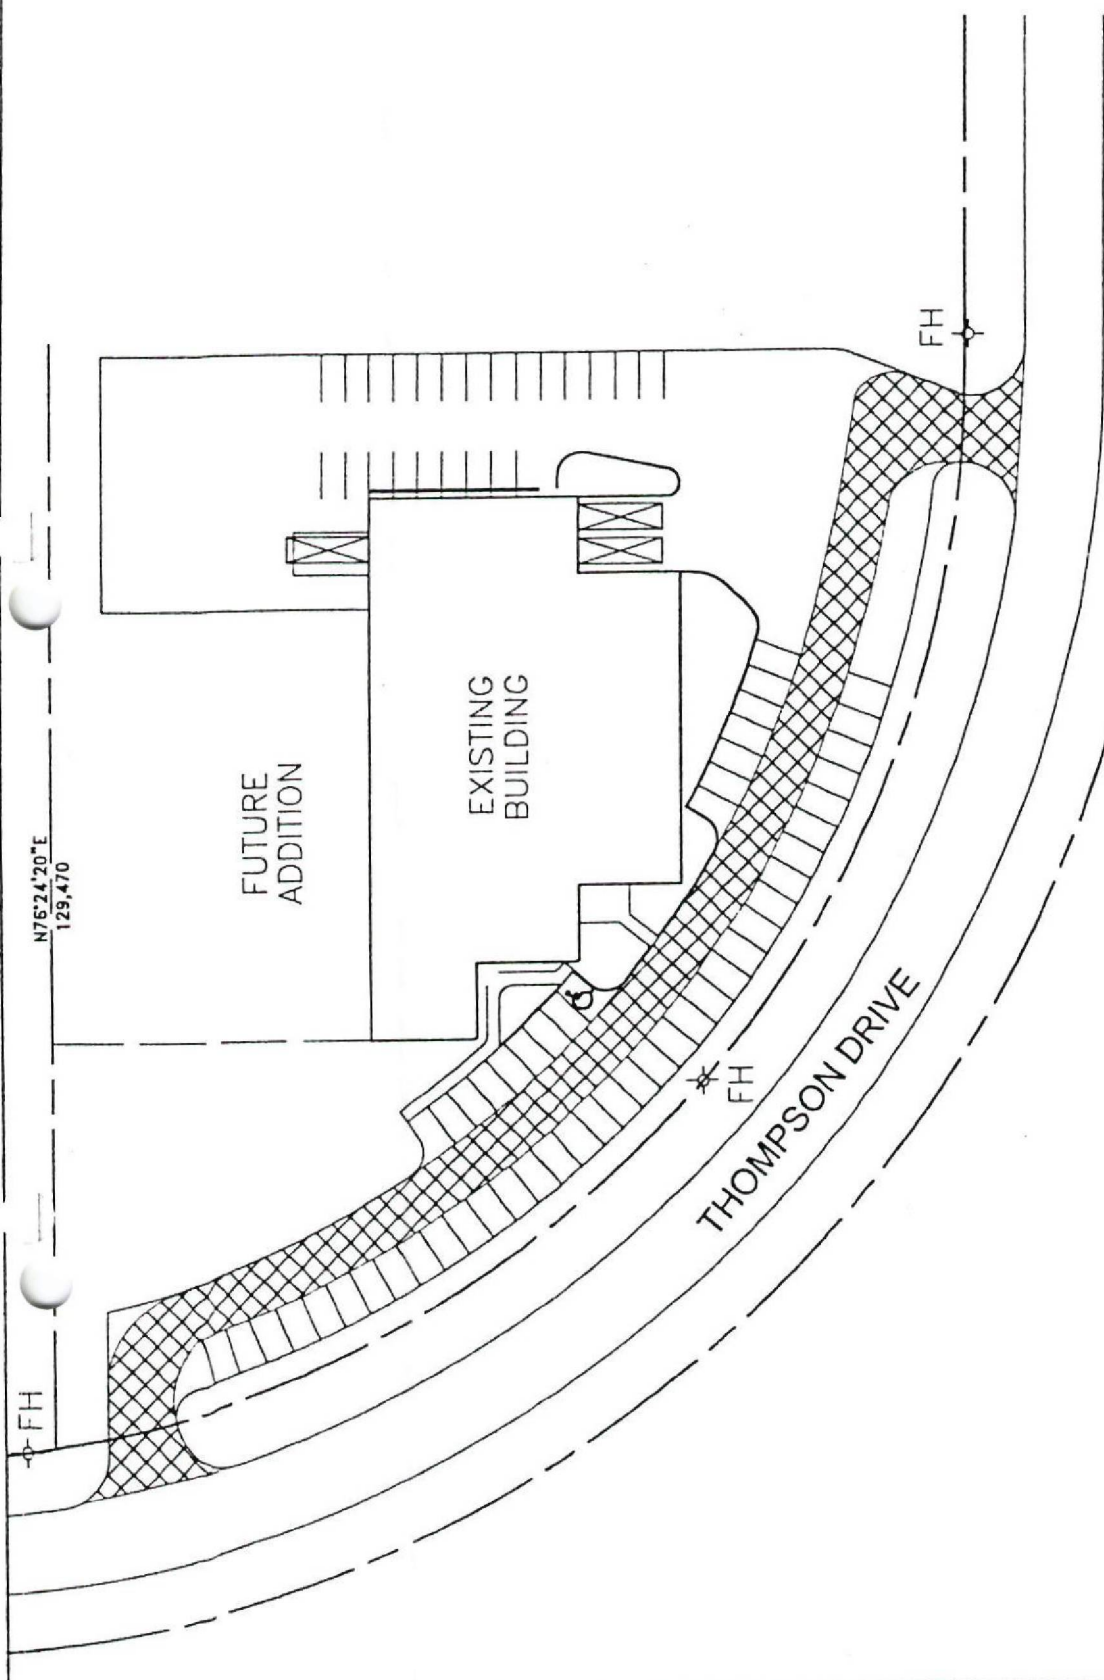 N76°24'20"E
129,470
FUTURE
ADDITION
EXISTING
BUILDING
FH
FH
FH
THOMPSON DRIVE